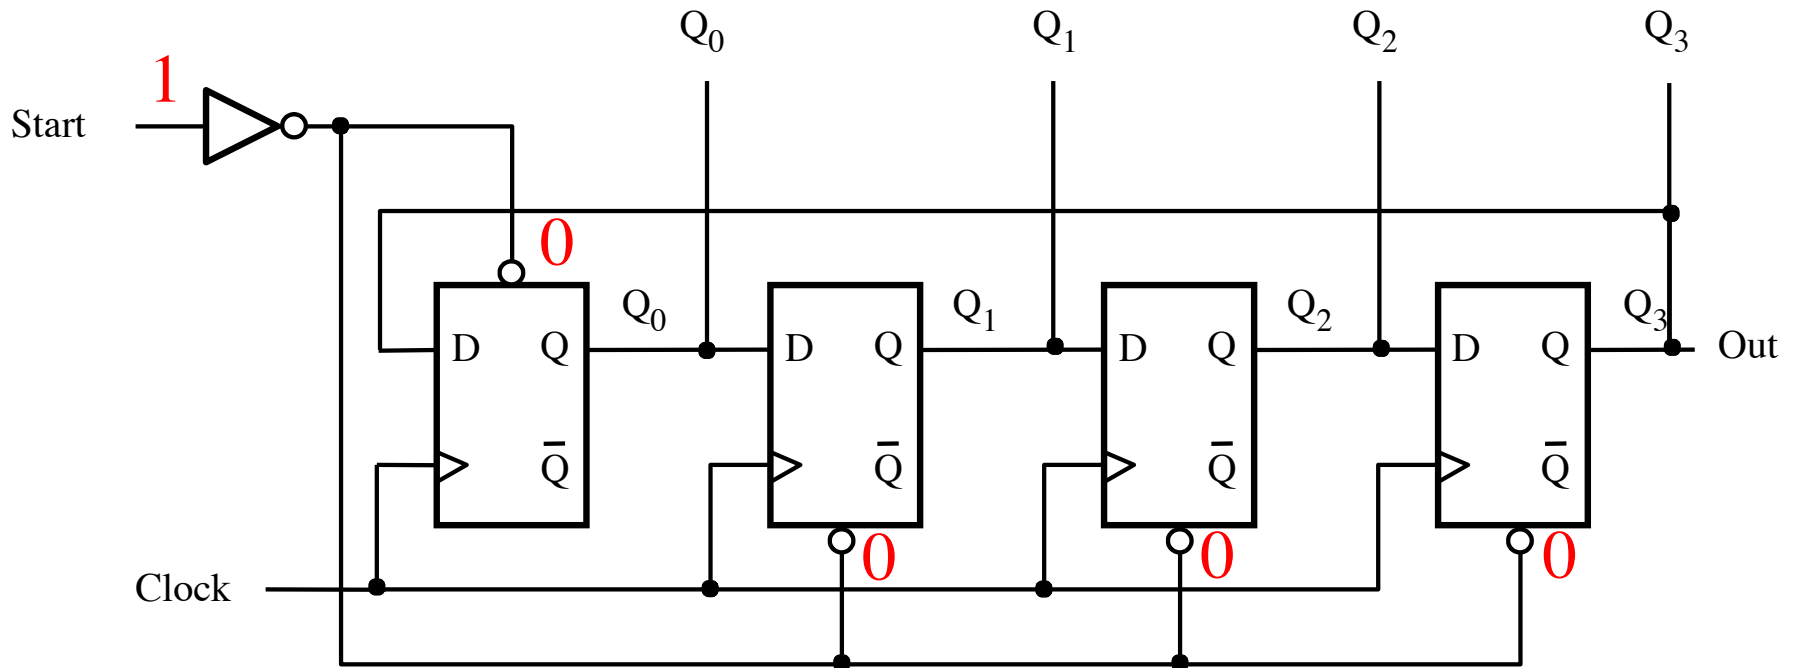 Q₀ Q₁ Q₂ Q₃
1
Start
0
Q₀ Q₁ Q₂ Q₃
D Q D Q D Q D Q Out
Q̅ Q̅ Q̅ Q̅
0 0 0
Clock